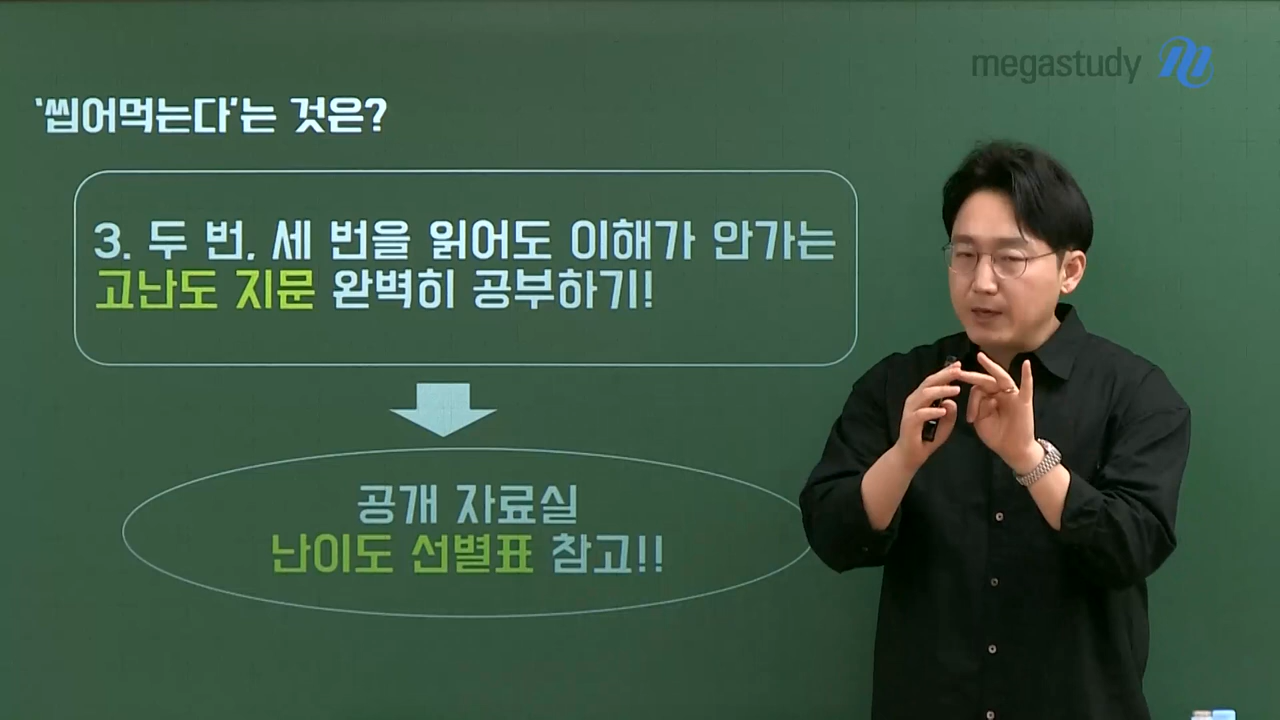 megastudy
'씹어먹는다'는 것은?
3. 두 번, 세 번을 읽어도 이해가 안가는
고난도 지문 완벽히 공부하기!
공개 자료실
난이도 선별표 참고!!